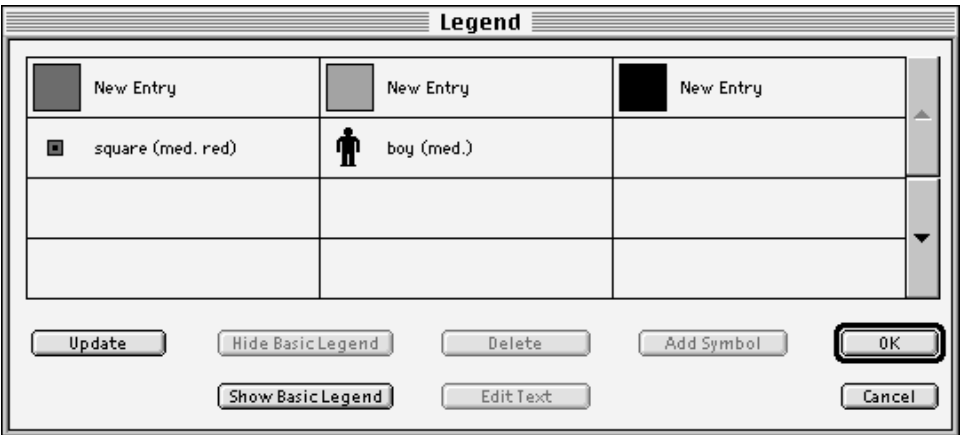 Legend
New Entry New Entry New Entry
square (med. red) boy (med.)
Update Hide Basic Legend Delete Add Symbol OK
Show Basic Legend Edit Text Cancel